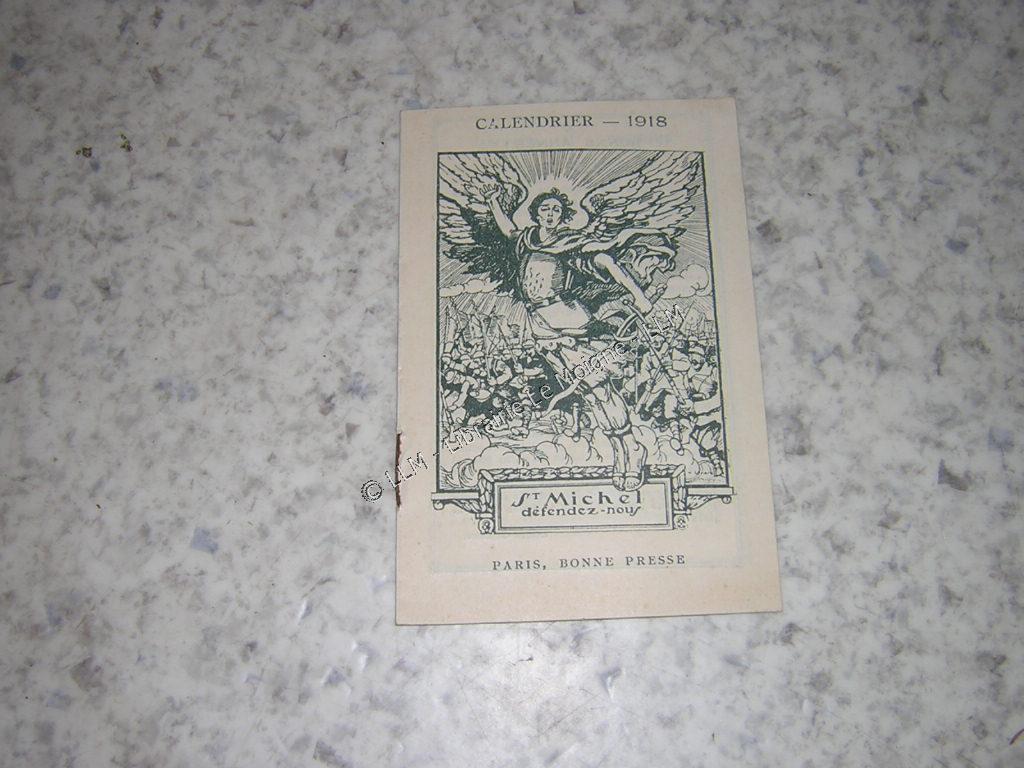 CALENDRIER — 1918
© LLM - Librairie Le Moigne - LLM
St Michel
défendez-nous
PARIS, BONNE PRESSE